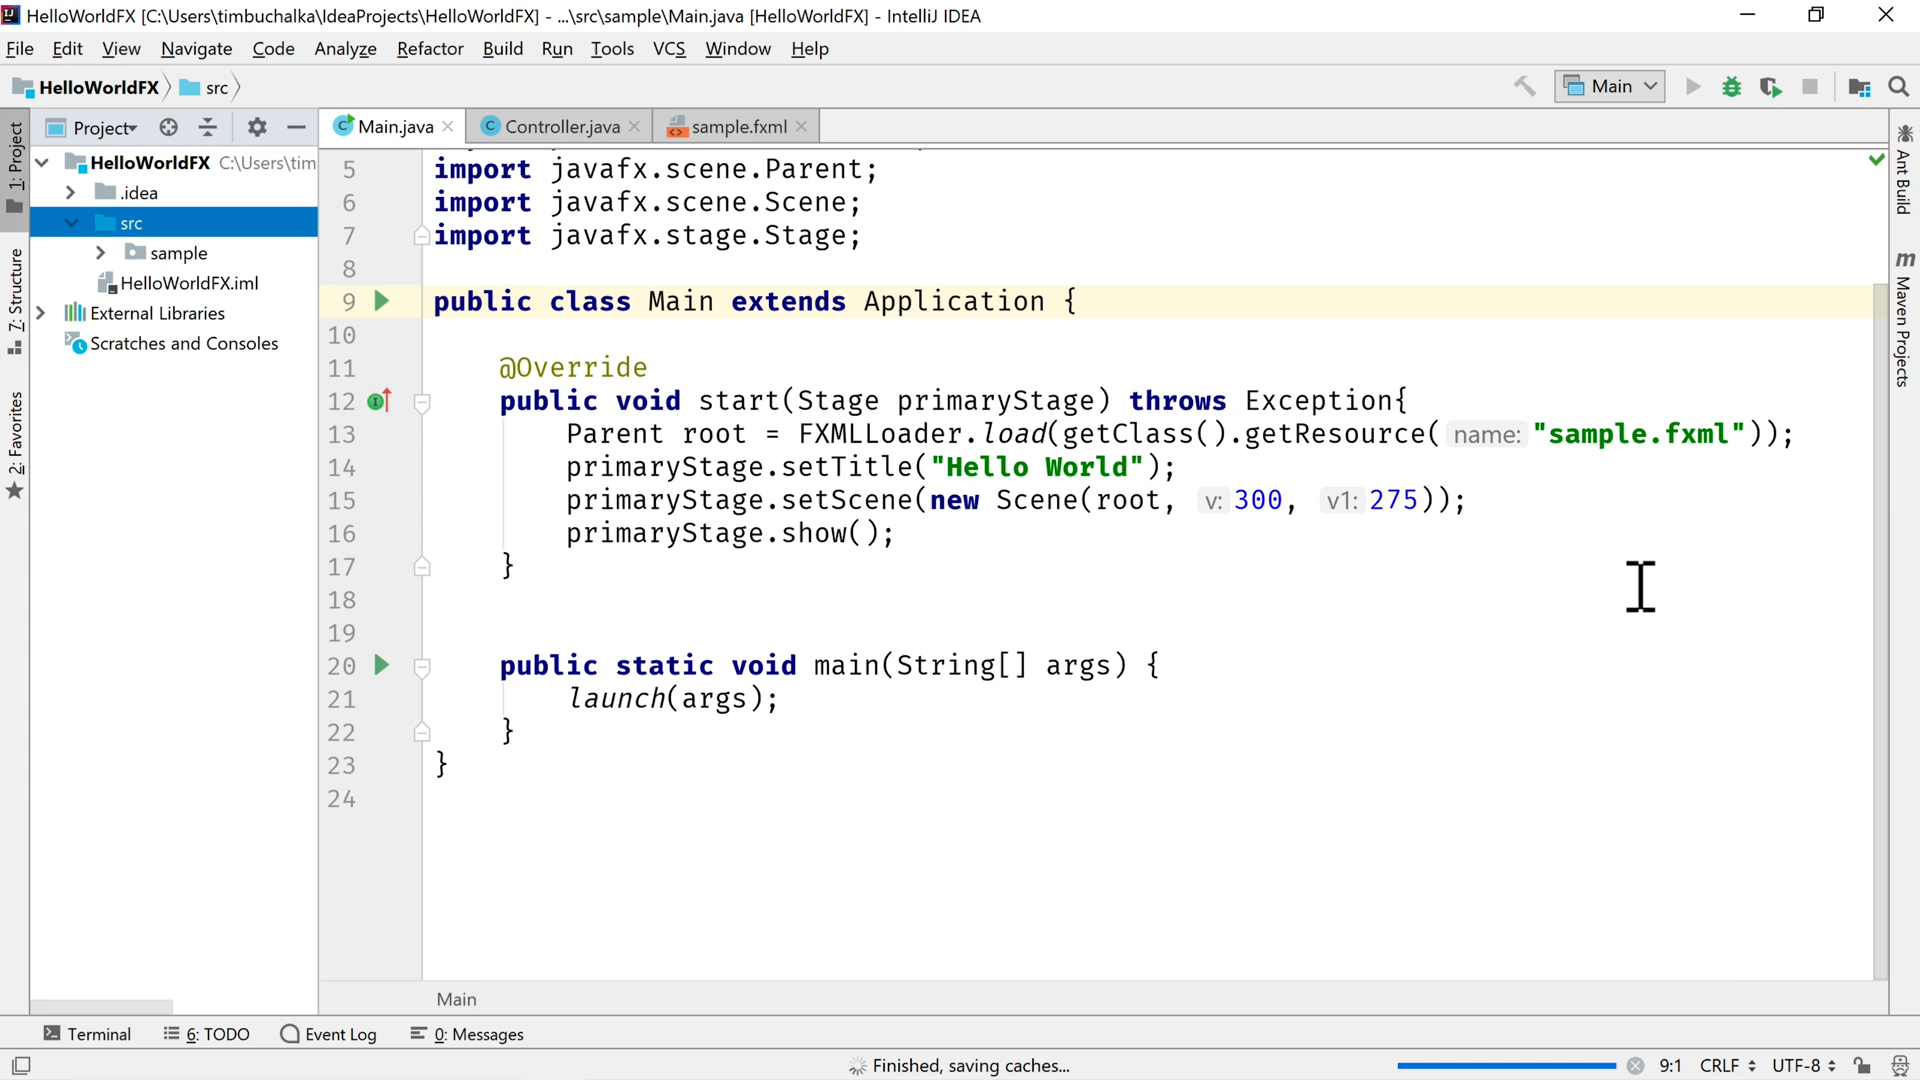 HelloWorldFX [C:\Users\timbuchalka\IdeaProjects\HelloWorldFX] - ...\src\sample\Main.java [HelloWorldFX] - IntelliJ IDEA
File Edit View Navigate Code Analyze Refactor Build Run Tools VCS Window Help
HelloWorldFX src
Main
1: Project
7: Structure
2: Favorites
Project
HelloWorldFX C:\Users\tim
.idea
src
sample
HelloWorldFX.iml
External Libraries
Scratches and Consoles
Main.java Controller.java sample.fxml
5 import javafx.scene.Parent;
6 import javafx.scene.Scene;
7 import javafx.stage.Stage;
8
9 public class Main extends Application {
10
11 @Override
12 public void start(Stage primaryStage) throws Exception{
13 Parent root = FXMLLoader.load(getClass().getResource( name: "sample.fxml"));
14 primaryStage.setTitle("Hello World");
15 primaryStage.setScene(new Scene(root, v: 300, v1: 275));
16 primaryStage.show();
17 }
18
19
20 public static void main(String[] args) {
21 launch(args);
22 }
23 }
24
Main
Ant Build
Maven Projects
Terminal 6: TODO Event Log 0: Messages
Finished, saving caches... 9:1 CRLF UTF-8